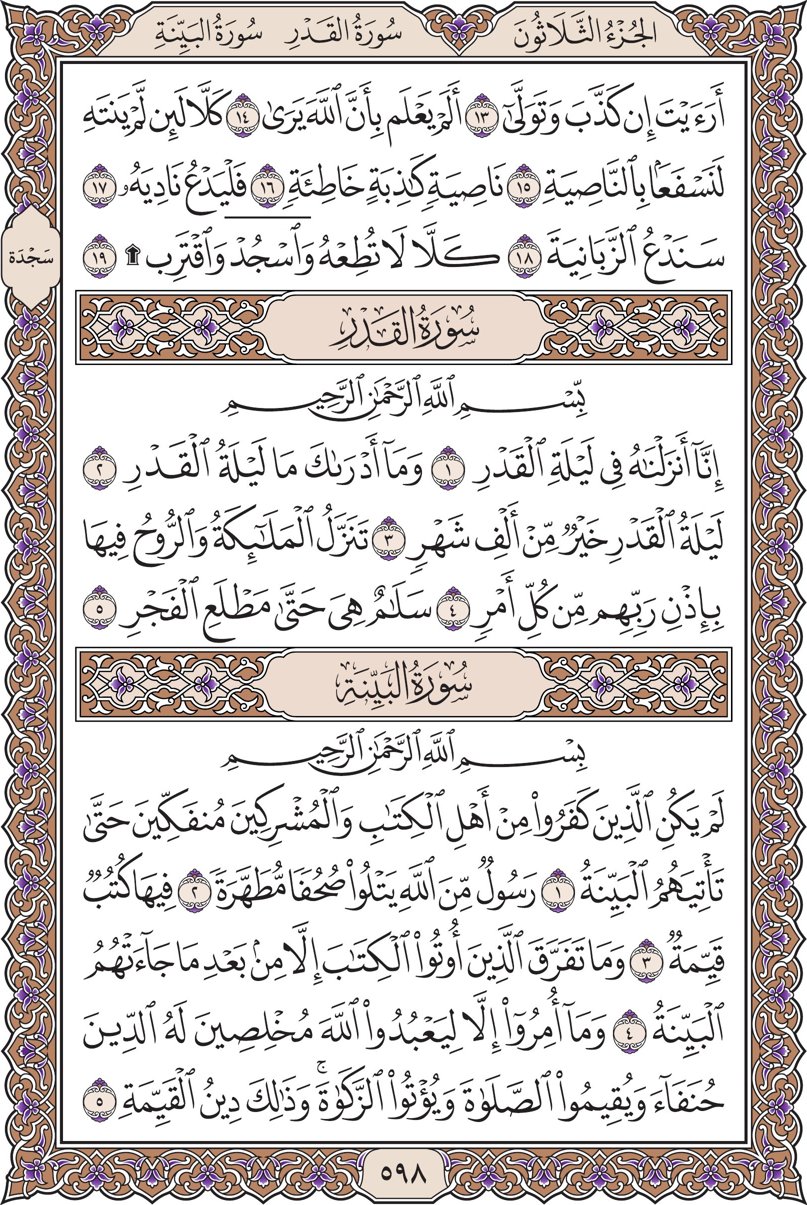 الجُزْءُ الثَّلَاثُونَ سُورَةُ القَدْرِ سُورَةُ البَيِّنَةِ
أَرَءَيْتَ إِن كَذَّبَ وَتَوَلَّىٰٓ ١٣ أَلَمْ يَعْلَم بِأَنَّ ٱللَّهَ يَرَىٰ ١٤ كَلَّا لَئِن لَّمْ يَنتَهِ
لَنَسْفَعَۢا بِٱلنَّاصِيَةِ ١٥ نَاصِيَةٍ كَٰذِبَةٍ خَاطِئَةٍ ١٦ فَلْيَدْعُ نَادِيَهُۥ ١٧
سَنَدْعُ ٱلزَّبَانِيَةَ ١٨ كَلَّا لَا تُطِعْهُ وَٱسْجُدْ وَٱقْتَرِب ۩ ١٩
سَجْدَة
سُورَةُ القَدْرِ
بِّسْمِ ٱللَّهِ ٱلرَّحْمَٰنِ ٱلرَّحِيمِ
إِنَّآ أَنزَلْنَٰهُ فِى لَيْلَةِ ٱلْقَدْرِ ١ وَمَآ أَدْرَىٰكَ مَا لَيْلَةُ ٱلْقَدْرِ ٢
لَيْلَةُ ٱلْقَدْرِ خَيْرٌ مِّنْ أَلْفِ شَهْرٍ ٣ تَنَزَّلُ ٱلْمَلَٰٓئِكَةُ وَٱلرُّوحُ فِيهَا
بِإِذْنِ رَبِّهِم مِّن كُلِّ أَمْرٍ ٤ سَلَٰمٌ هِىَ حَتَّىٰ مَطْلَعِ ٱلْفَجْرِ ٥
سُورَةُ البَيِّنَةِ
بِسْمِ ٱللَّهِ ٱلرَّحْمَٰنِ ٱلرَّحِيمِ
لَمْ يَكُنِ ٱلَّذِينَ كَفَرُوا۟ مِنْ أَهْلِ ٱلْكِتَٰبِ وَٱلْمُشْرِكِينَ مُنفَكِّينَ حَتَّىٰ
تَأْتِيَهُمُ ٱلْبَيِّنَةُ ١ رَسُولٌ مِّنَ ٱللَّهِ يَتْلُوا۟ صُحُفًا مُّطَهَّرَةً ٢ فِيهَا كُتُبٌ
قَيِّمَةٌ ٣ وَمَا تَفَرَّقَ ٱلَّذِينَ أُوتُوا۟ ٱلْكِتَٰبَ إِلَّا مِنۢ بَعْدِ مَا جَآءَتْهُمُ
ٱلْبَيِّنَةُ ٤ وَمَآ أُمِرُوٓا۟ إِلَّا لِيَعْبُدُوا۟ ٱللَّهَ مُخْلِصِينَ لَهُ ٱلدِّينَ
حُنَفَآءَ وَيُقِيمُوا۟ ٱلصَّلَوٰةَ وَيُؤْتُوا۟ ٱلزَّكَوٰةَ ۚ وَذَٰلِكَ دِينُ ٱلْقَيِّمَةِ ٥
٥٩٨